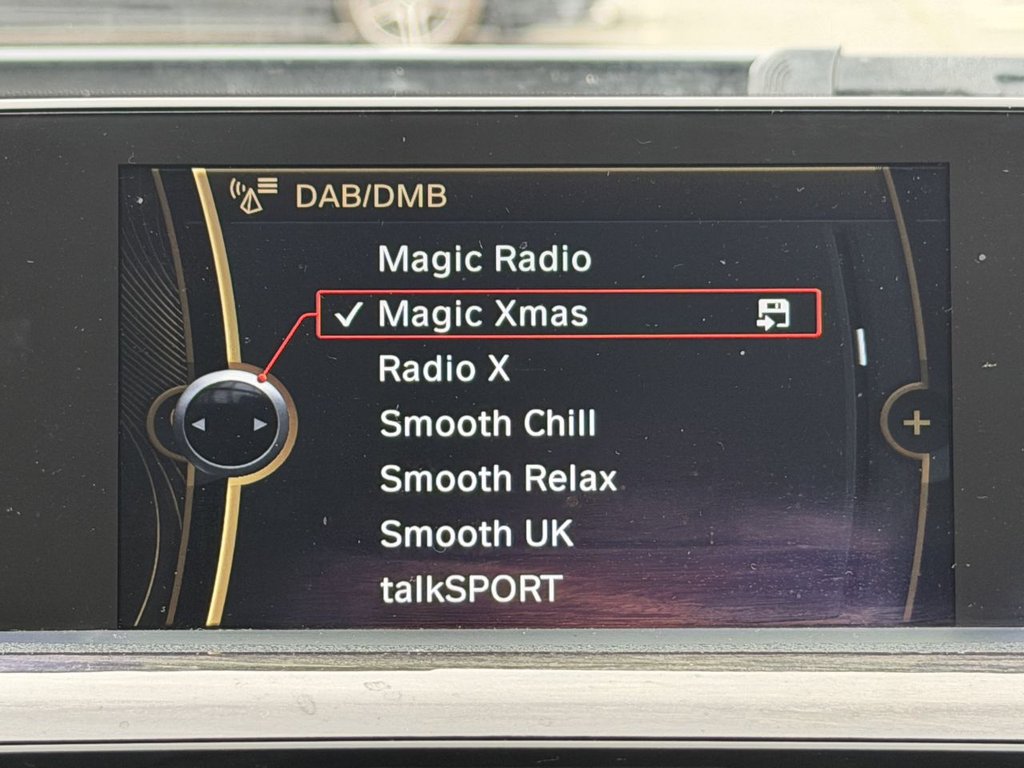 DAB/DMB
Magic Radio
Magic Xmas
Radio X
Smooth Chill
Smooth Relax
Smooth UK
talkSPORT